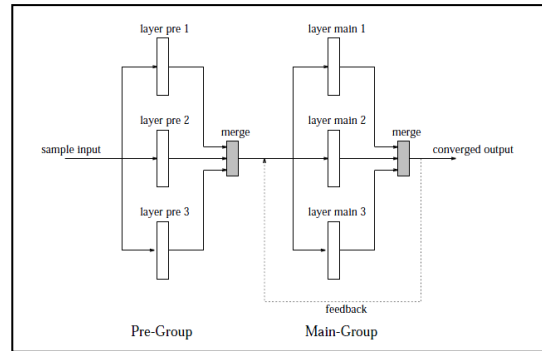 layer pre 1
layer main 1
layer pre 2
layer main 2
merge
merge
sample input
converged output
layer pre 3
layer main 3
feedback
Pre-Group
Main-Group